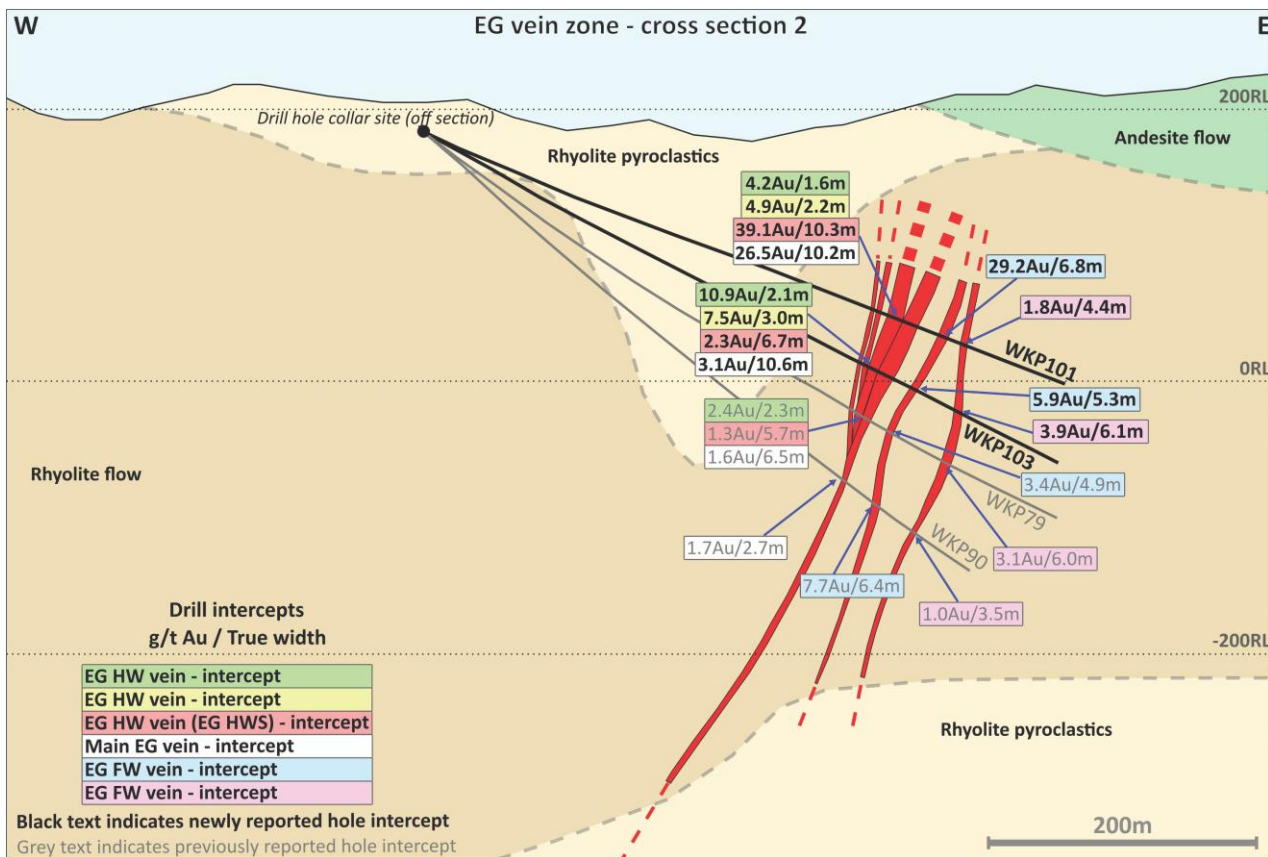 W
EG vein zone - cross section 2
E
200RL
Drill hole collar site (off section)
Rhyolite pyroclastics
Andesite flow
4.2Au/1.6m
4.9Au/2.2m
39.1Au/10.3m
26.5Au/10.2m
29.2Au/6.8m
10.9Au/2.1m
7.5Au/3.0m
2.3Au/6.7m
3.1Au/10.6m
1.8Au/4.4m
WKP101
0RL
5.9Au/5.3m
3.9Au/6.1m
WKP103
2.4Au/2.3m
1.3Au/5.7m
1.6Au/6.5m
Rhyolite flow
3.4Au/4.9m
WKP79
WKP90
1.7Au/2.7m
3.1Au/6.0m
7.7Au/6.4m
1.0Au/3.5m
-200RL
Drill intercepts
g/t Au / True width
EG HW vein - intercept
EG HW vein - intercept
EG HW vein (EG HWS) - intercept
Main EG vein - intercept
EG FW vein - intercept
EG FW vein - intercept
Rhyolite pyroclastics
Black text indicates newly reported hole intercept
Grey text indicates previously reported hole intercept
200m